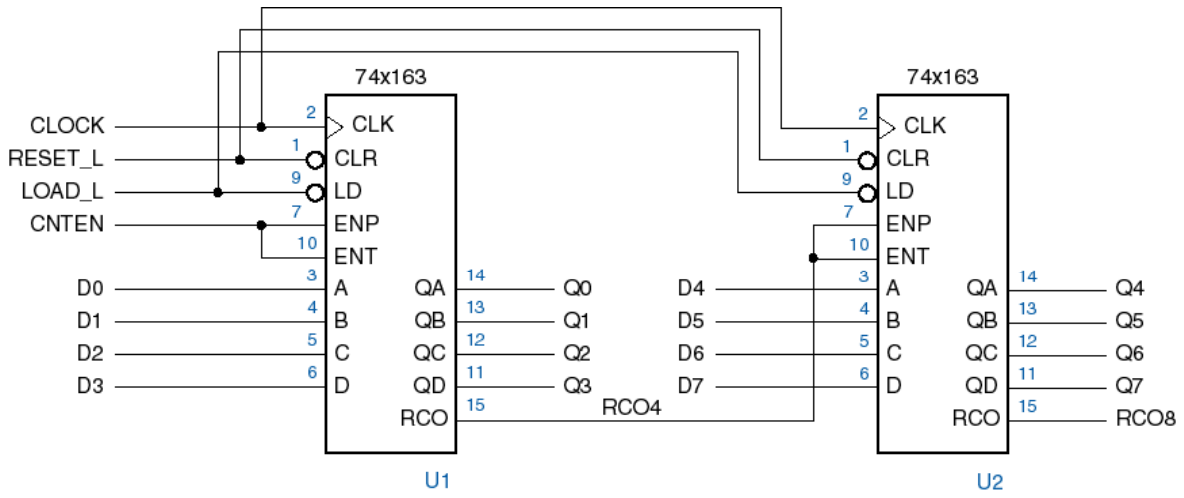 74x163
74x163
CLOCK 2 CLK 2 CLK
RESET_L 1 CLR 1 CLR
LOAD_L 9 LD 9 LD
CNTEN 7 ENP 7 ENP
10 ENT 10 ENT
D0 3 A QA 14 Q0 D4 3 A QA 14 Q4
D1 4 B QB 13 Q1 D5 4 B QB 13 Q5
D2 5 C QC 12 Q2 D6 5 C QC 12 Q6
D3 6 D QD 11 Q3 D7 6 D QD 11 Q7
RCO 15 RCO4 RCO 15 RCO8
U1 U2